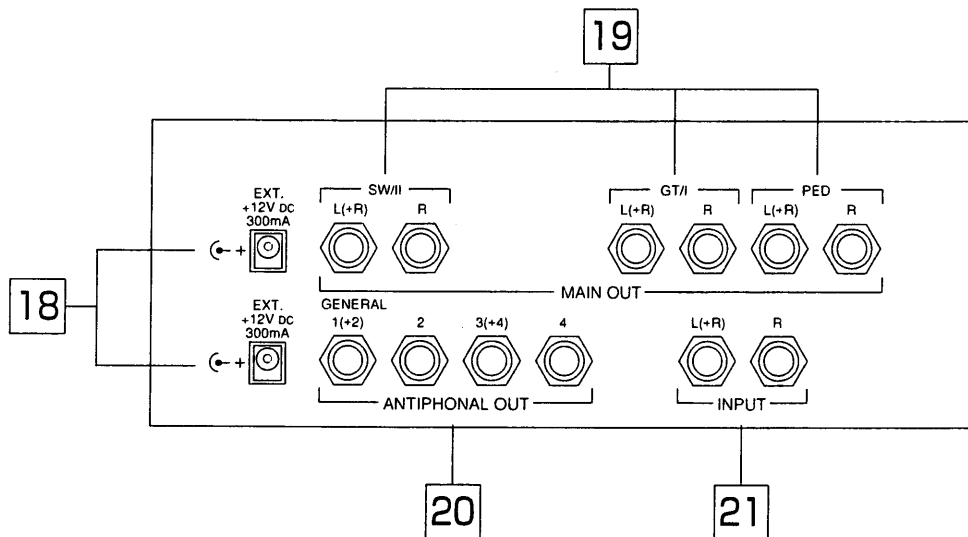 19
SW/II
GT/I
PED
EXT.
+12V DC
300mA
L(+R)
R
L(+R)
R
L(+R)
R
+
MAIN OUT
18
EXT.
+12V DC
300mA
GENERAL
1(+2)
2
3(+4)
4
L(+R)
R
+
ANTIPHONAL OUT
INPUT
20
21